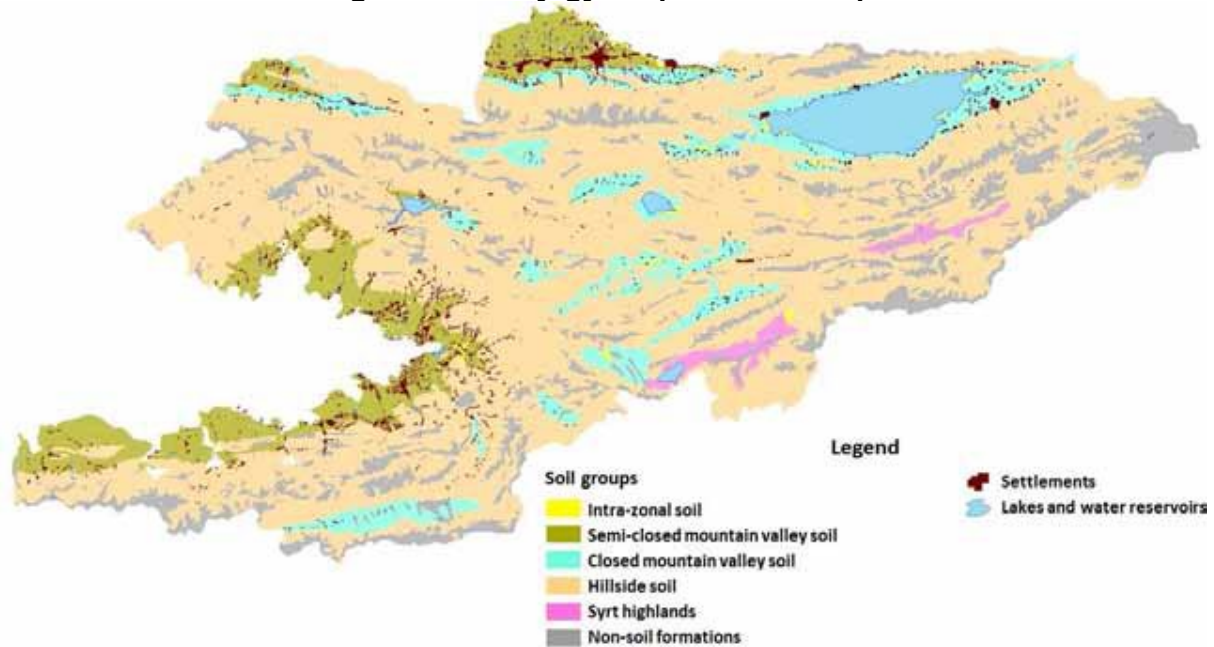 Legend
Soil groups
Intra-zonal soil
Semi-closed mountain valley soil
Closed mountain valley soil
Hillside soil
Syrt highlands
Non-soil formations
Settlements
Lakes and water reservoirs